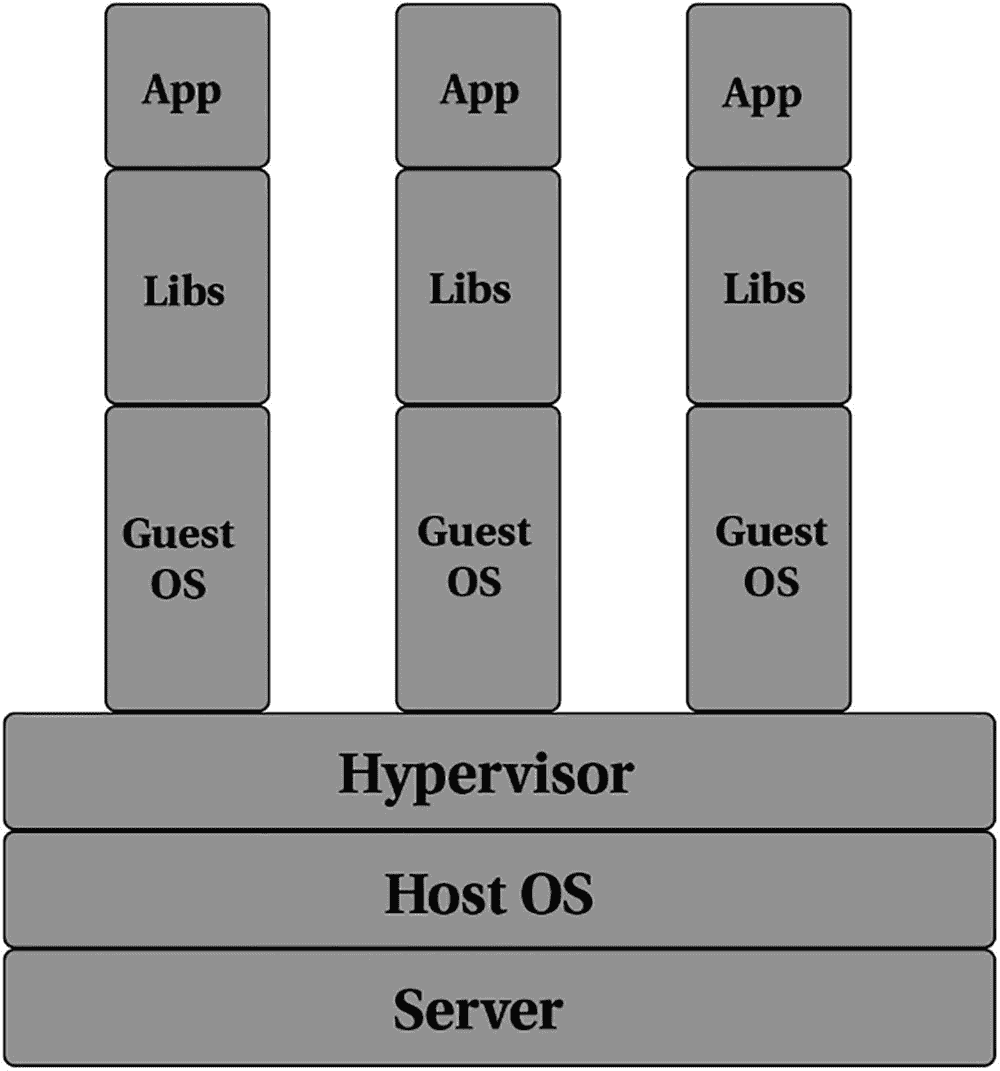 App
App
App
Libs
Libs
Libs
Guest
OS
Guest
OS
Guest
OS
Hypervisor
Host OS
Server